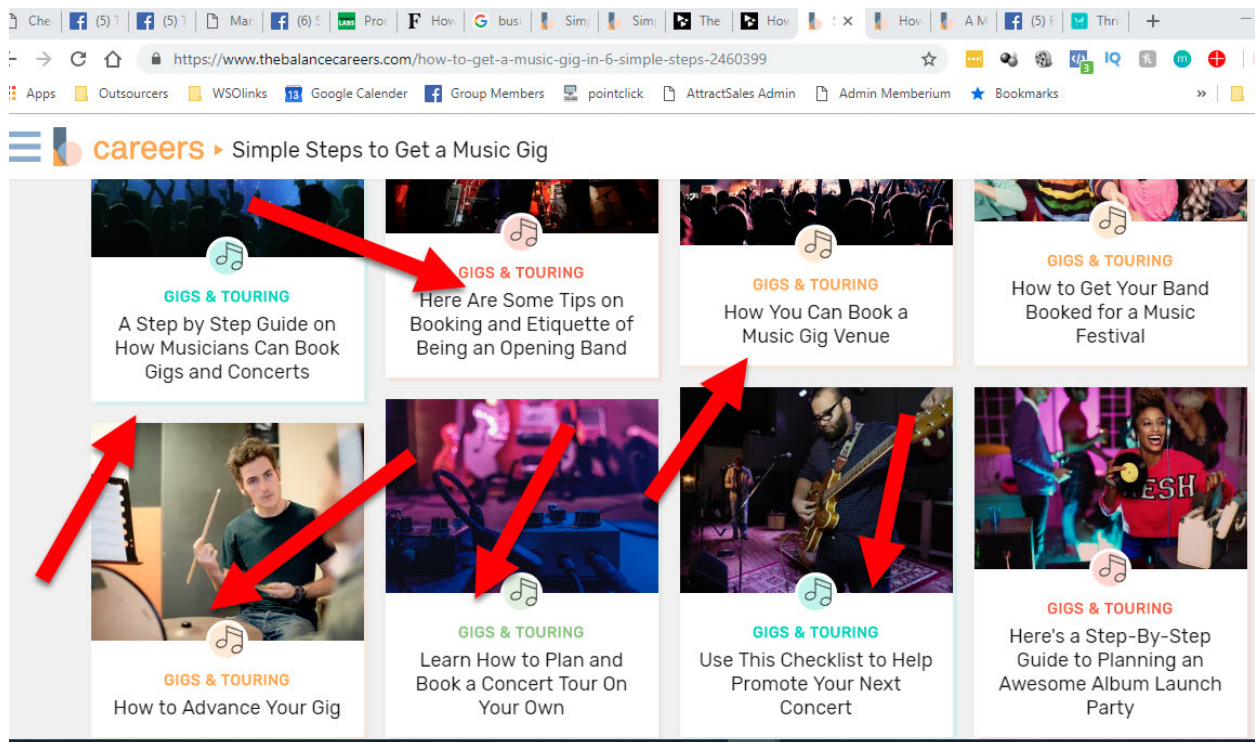 (5)
(5)
(6)
(5)
https://www.thebalancecareers.com/how-to-get-a-music-gig-in-6-simple-steps-2460399
Apps Outsourcers WSOlinks 13 Google Calender Group Members pointclick AttractSales Admin Admin Memberium Bookmarks »
careers ▸ Simple Steps to Get a Music Gig
GIGS & TOURING
A Step by Step Guide on
How Musicians Can Book
Gigs and Concerts
GIGS & TOURING
Here Are Some Tips on
Booking and Etiquette of
Being an Opening Band
GIGS & TOURING
How You Can Book a
Music Gig Venue
GIGS & TOURING
How to Get Your Band
Booked for a Music
Festival
GIGS & TOURING
How to Advance Your Gig
GIGS & TOURING
Learn How to Plan and
Book a Concert Tour On
Your Own
GIGS & TOURING
Use This Checklist to Help
Promote Your Next
Concert
ESH
GIGS & TOURING
Here's a Step-By-Step
Guide to Planning an
Awesome Album Launch
Party